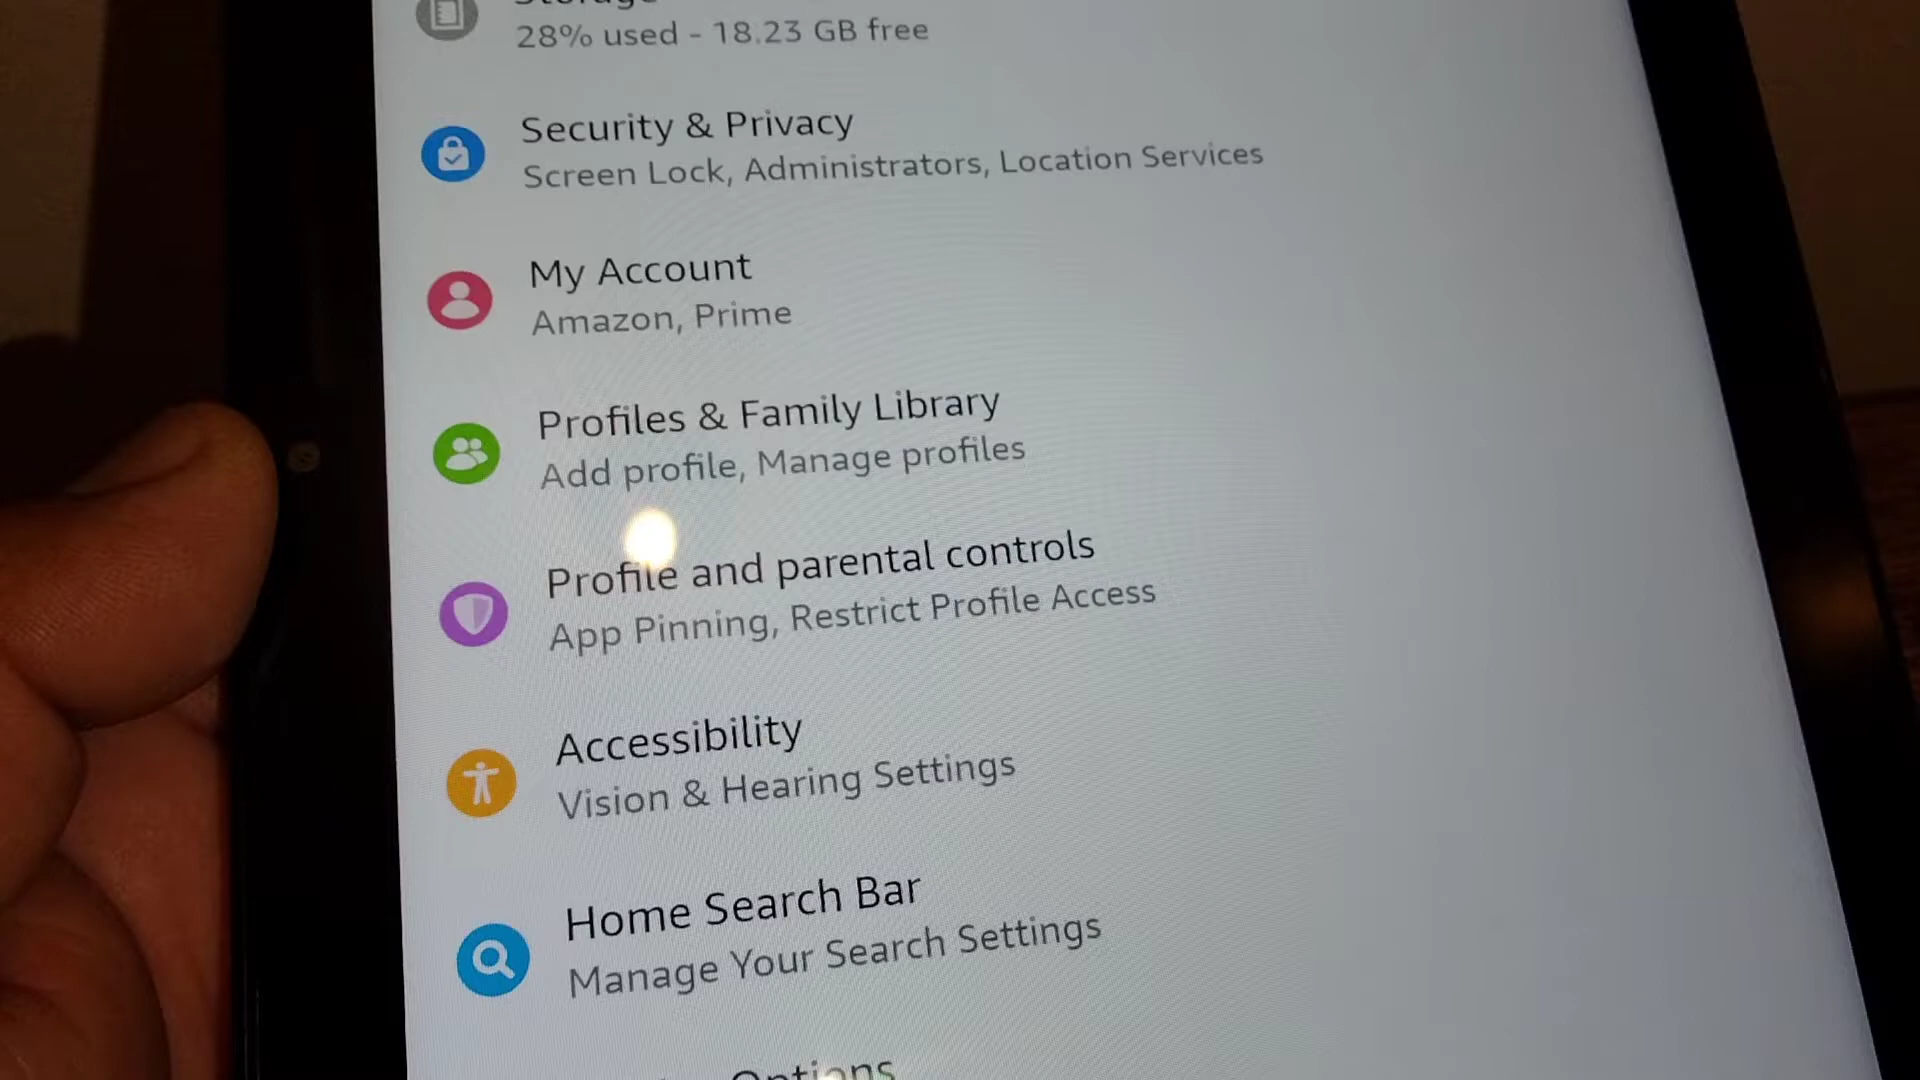 Storage
28% used - 18.23 GB free
Security & Privacy
Screen Lock, Administrators, Location Services
My Account
Amazon, Prime
Profiles & Family Library
Add profile, Manage profiles
Profile and parental controls
App Pinning, Restrict Profile Access
Accessibility
Vision & Hearing Settings
Home Search Bar
Manage Your Search Settings
Options